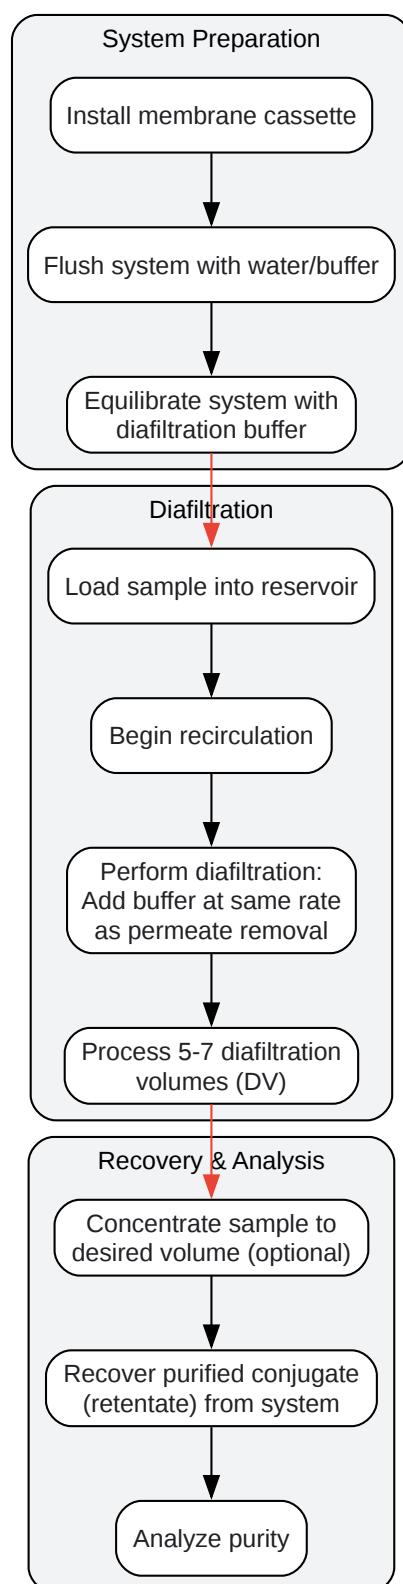 System Preparation
Install membrane cassette
Flush system with water/buffer
Equilibrate system with
diafiltration buffer
Diafiltration
Load sample into reservoir
Begin recirculation
Perform diafiltration:
Add buffer at same rate
as permeate removal
Process 5-7 diafiltration
volumes (DV)
Recovery & Analysis
Concentrate sample to
desired volume (optional)
Recover purified conjugate
(retentate) from system
Analyze purity